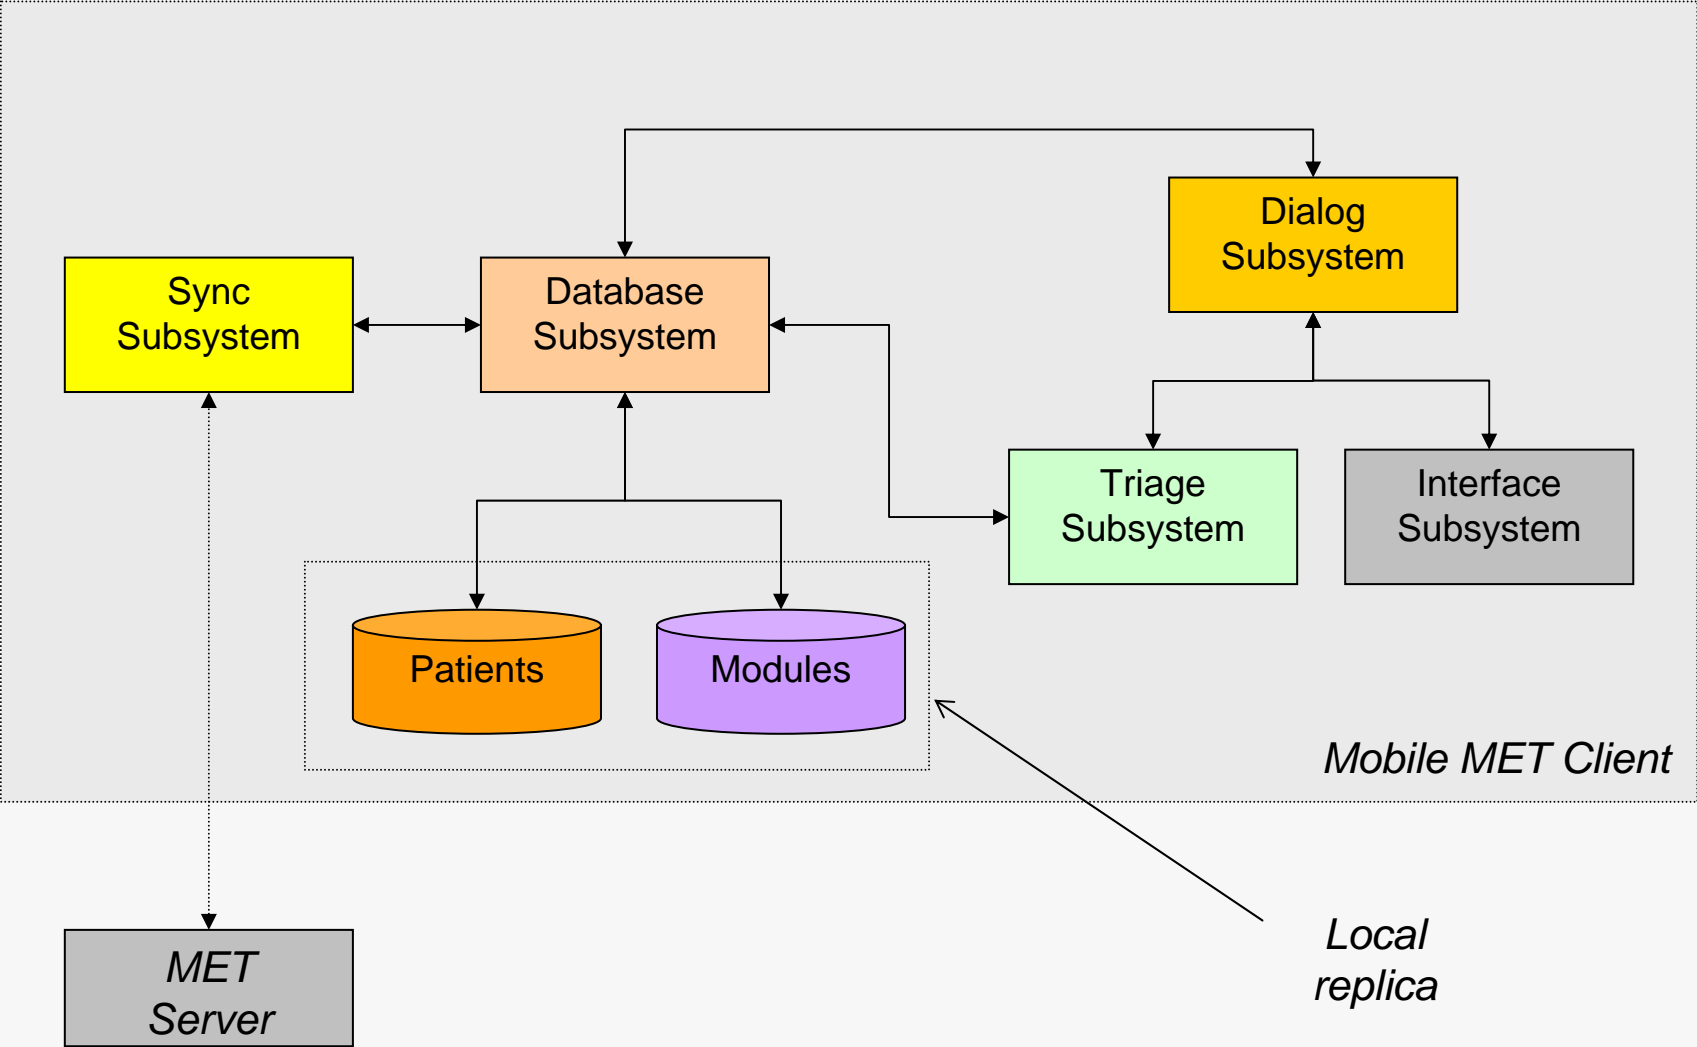 Dialog
Subsystem
Sync
Subsystem
Database
Subsystem
Triage
Subsystem
Interface
Subsystem
Patients
Modules
Mobile MET Client
Local
replica
MET
Server